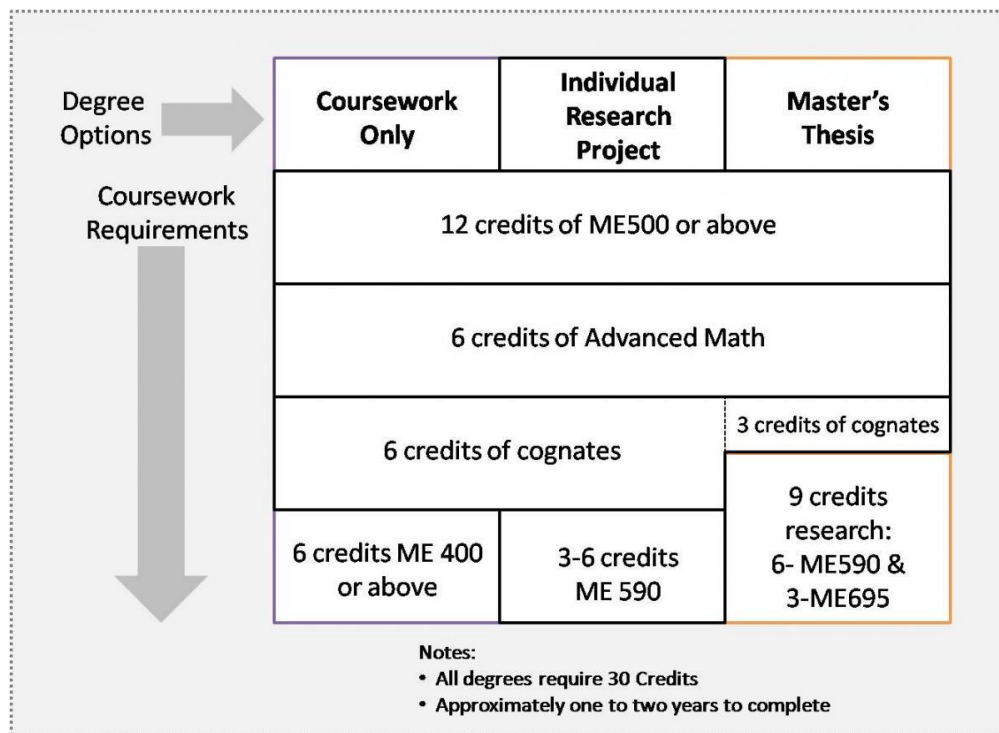 Degree
Options
Coursework
Only
Individual
Research
Project
Master's
Thesis
Coursework
Requirements
12 credits of ME500 or above
6 credits of Advanced Math
6 credits of cognates
3 credits of cognates
6 credits ME 400
or above
3-6 credits
ME 590
9 credits
research:
6- ME590 &
3-ME695
Notes:
• All degrees require 30 Credits
• Approximately one to two years to complete